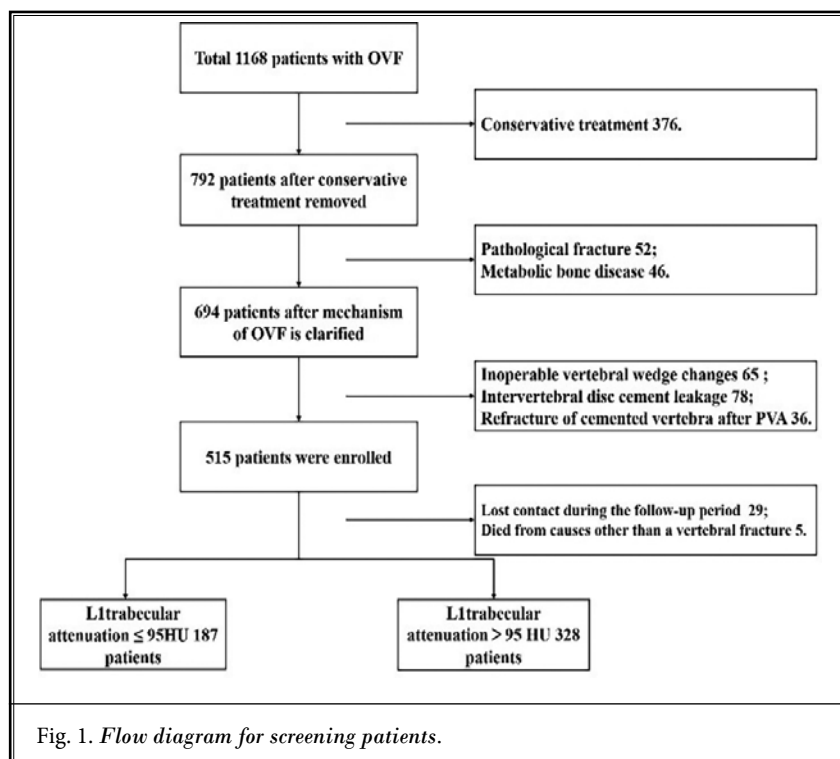 Total 1168 patients with OVF
Conservative treatment 376.
792 patients after conservative
treatment removed
Pathological fracture 52;
Metabolic bone disease 46.
694 patients after mechanism
of OVF is clarified
Inoperable vertebral wedge changes 65 ;
Intervertebral disc cement leakage 78;
Refracture of cemented vertebra after PVA 36.
515 patients were enrolled
Lost contact during the follow-up period 29;
Died from causes other than a vertebral fracture 5.
L1trabecular
attenuation ≤ 95HU 187
patients
L1trabecular
attenuation > 95 HU 328
patients
Fig. 1. Flow diagram for screening patients.